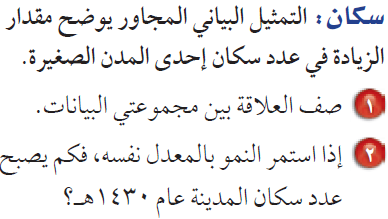 سكان: التمثيل البياني المجاور يوضح مقدار
الزيادة في عدد سكان إحدى المدن الصغيرة.
١ صف العلاقة بين مجموعتي البيانات.
٢ إذا استمر النمو بالمعدل نفسه، فكم يصبح
عدد سكان المدينة عام ١٤٣٠هـ؟